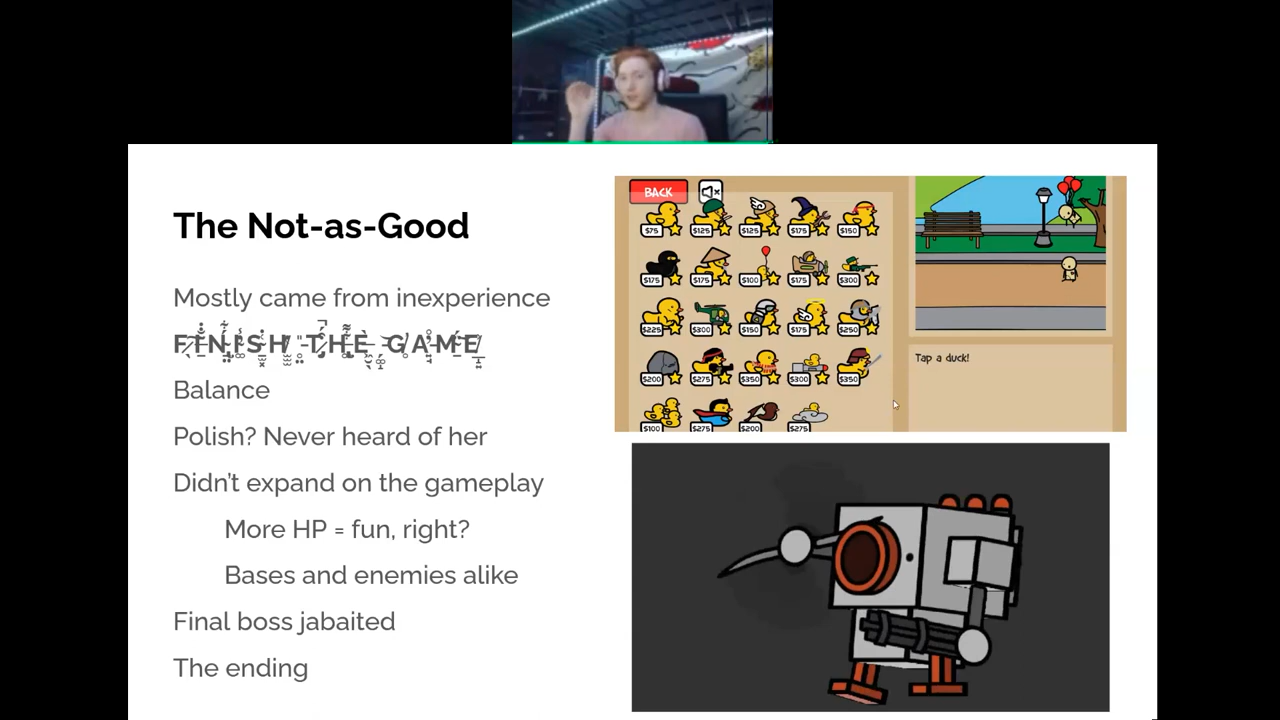 The Not-as-Good
Mostly came from inexperience
FINISH THE GAME
Balance
Polish? Never heard of her
Didn't expand on the gameplay
More HP = fun, right?
Bases and enemies alike
Final boss jabaited
The ending
BACK
$75 $125 $125 $175 $150
$175 $175 $100 $175 $300
$225 $300 $150 $175 $250
$200 $275 $350 $300 $350
$100 $275 $200 $275
Tap a duck!